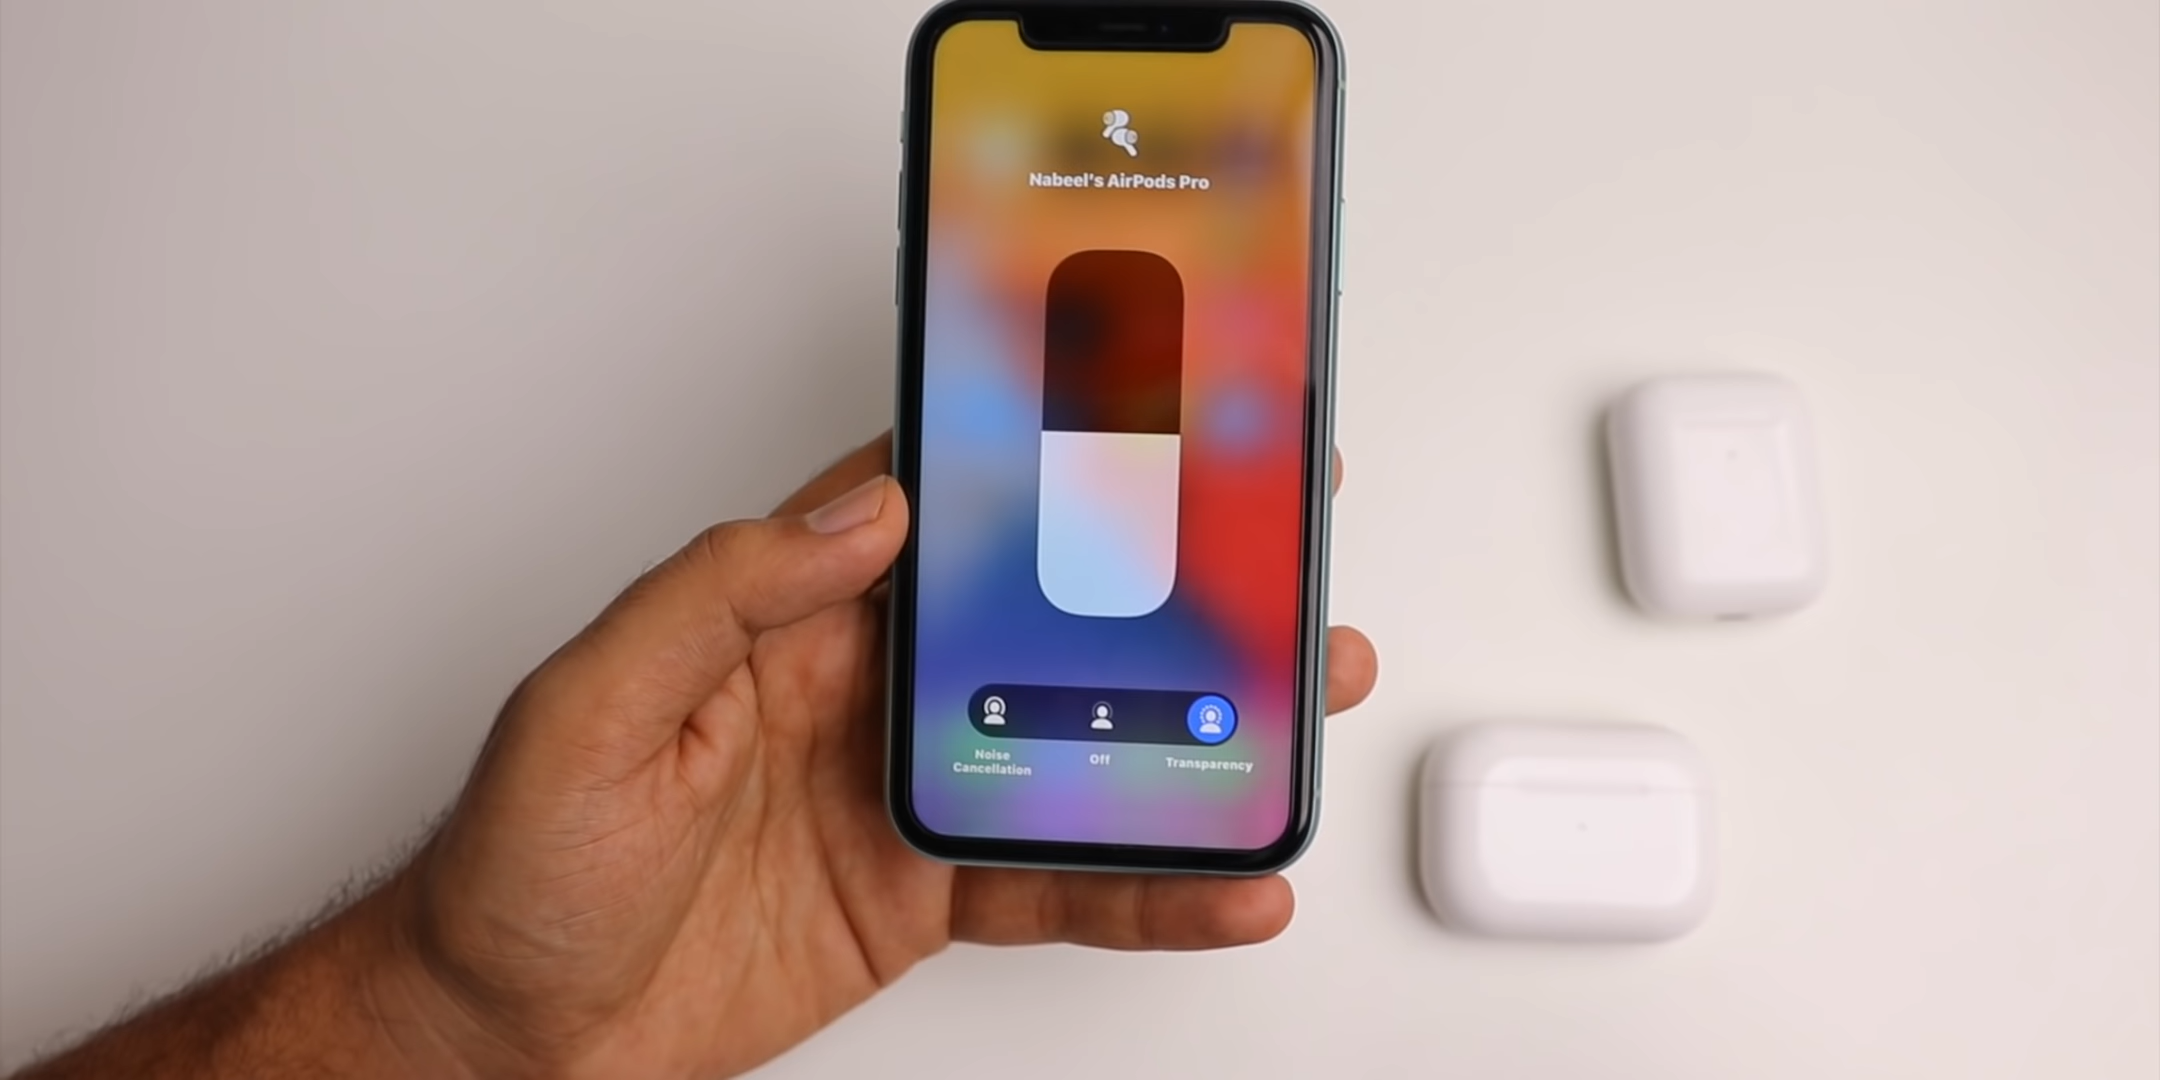 Nabeel's AirPods Pro
Noise
Cancellation
Off
Transparency